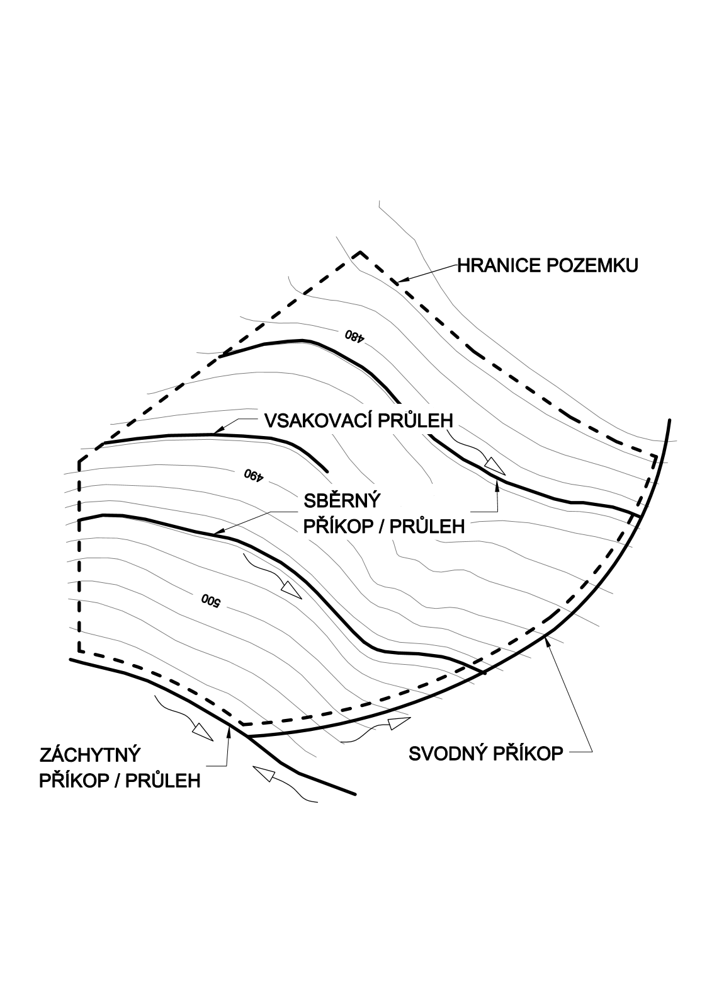 HRANICE POZEMKU
480
VSAKOVACÍ PRŮLEH
490
SBĚRNÝ
PŘÍKOP / PRŮLEH
500
ZÁCHYTNÝ
PŘÍKOP / PRŮLEH
SVODNÝ PŘÍKOP